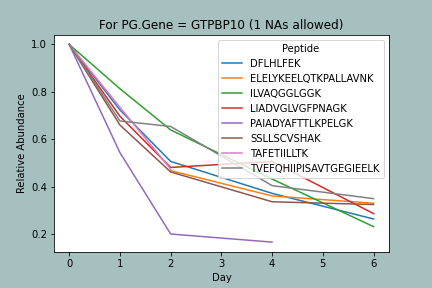 For PG.Gene = GTPBP10 (1 NAs allowed)
Relative Abundance
1.0
0.8
0.6
0.4
0.2
Peptide
DFLHLFEK
ELELYKEELQTKPALLAVNK
ILVAQGGLGGK
LIADVGLVGFPNAGK
PAIADYAFTTLKPELGK
SSLLSCVSHAK
TAFETIILLTK
TVEFQHIIPISAVTGEGIEELK
0 1 2 3 4 5 6
Day